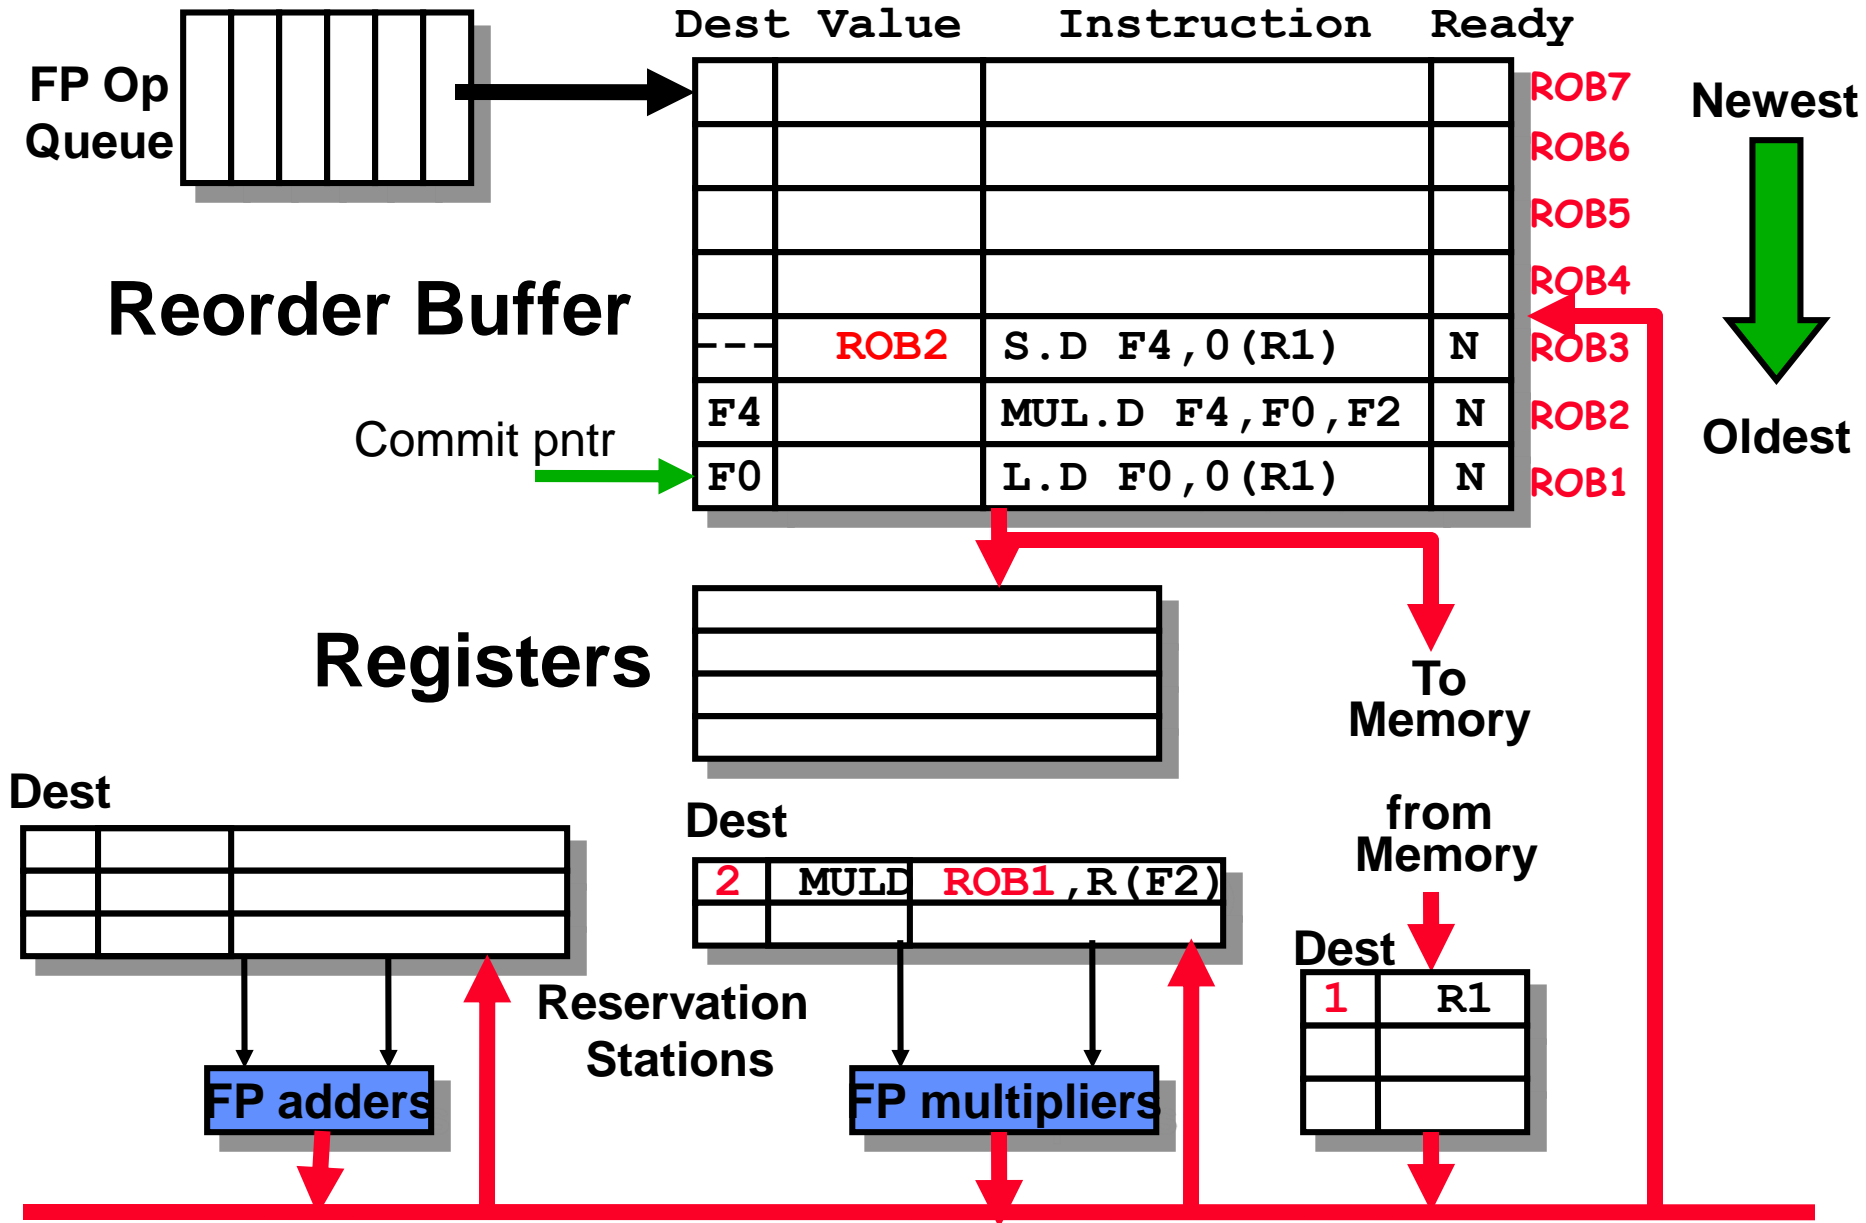 Dest Value Instruction Ready
FP Op
Queue
ROB7
Newest
ROB6
ROB5
Reorder Buffer
ROB4
--- ROB2 S.D F4,0(R1) N ROB3
F4 MUL.D F4,F0,F2 N ROB2
Oldest
Commit pntr
F0 L.D F0,0(R1) N ROB1
Registers
To
Memory
Dest
Dest
from
Memory
2 MULD ROB1,R(F2)
Dest
1 R1
Reservation
Stations
FP adders
FP multipliers